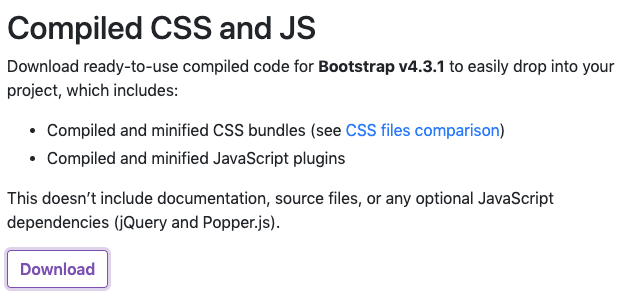 Compiled CSS and JS
Download ready-to-use compiled code for Bootstrap v4.3.1 to easily drop into your
project, which includes:
• Compiled and minified CSS bundles (see CSS files comparison)
• Compiled and minified JavaScript plugins
This doesn’t include documentation, source files, or any optional JavaScript
dependencies (jQuery and Popper.js).
Download